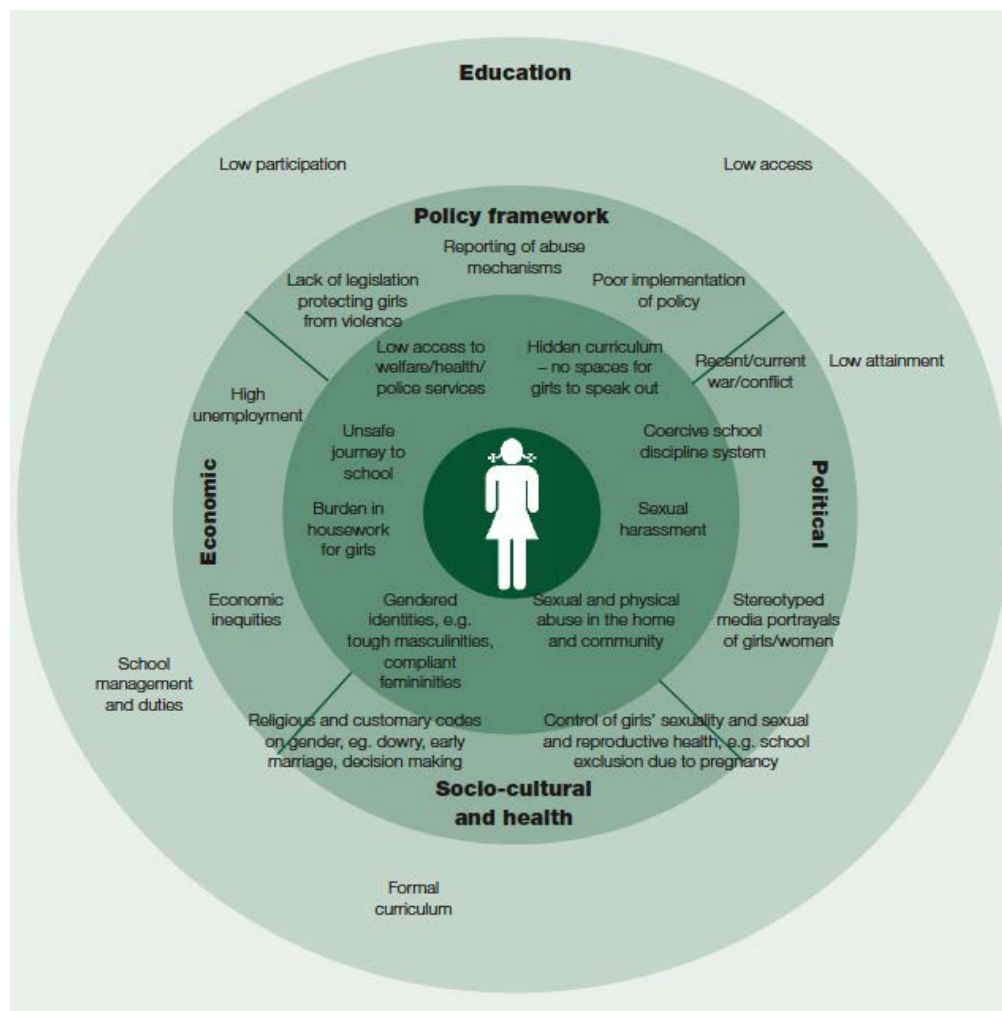 Education
Low participation
Low access
Policy framework
Reporting of abuse
mechanisms
Lack of legislation
protecting girls
from violence
Poor implementation
of policy
Low access to
welfare/health/
police services
Hidden curriculum
– no spaces for
girls to speak out
Recent/current
war/conflict
Low attainment
High
unemployment
Unsafe
journey to
school
Coercive school
discipline system
Economic
Political
Burden in
housework
for girls
Sexual
harassment
Economic
inequities
Gendered
identities, e.g.
tough masculinities,
compliant
femininities
Sexual and physical
abuse in the home
and community
Stereotyped
media portrayals
of girls/women
School
management
and duties
Religious and customary codes
on gender, eg. dowry, early
marriage, decision making
Control of girls' sexuality and sexual
and reproductive health, e.g. school
exclusion due to pregnancy
Socio-cultural
and health
Formal
curriculum